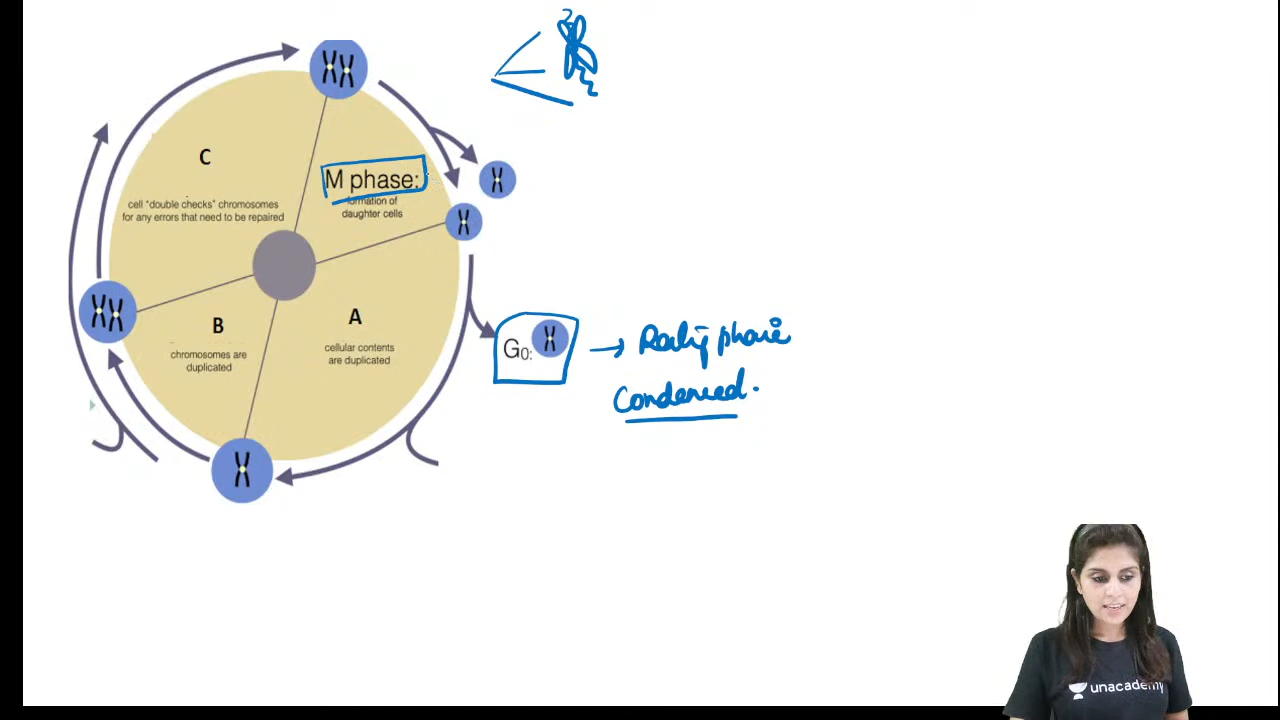 C
cell "double checks" chromosomes
for any errors that need to be repaired
M phase:
formation of
daughter cells
B
chromosomes are
duplicated
A
cellular contents
are duplicated
G0:
phase
Condensed.
unacademy